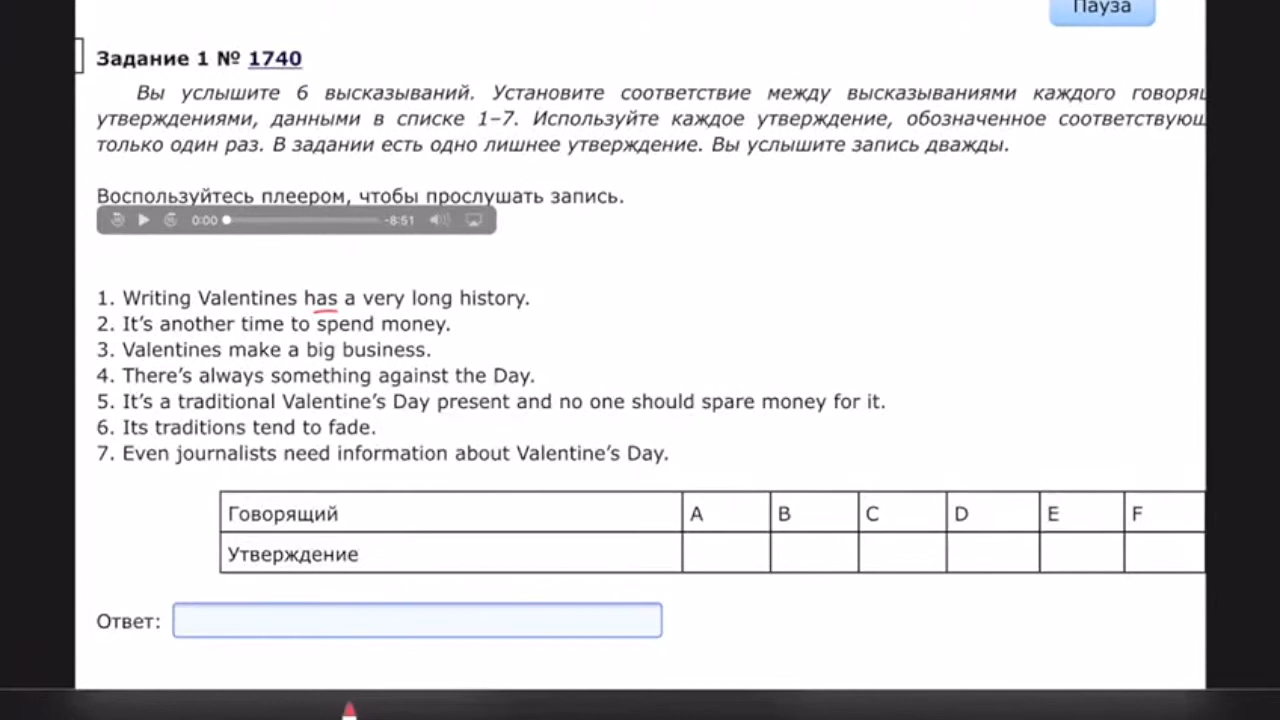 Пауза
Задание 1 № 1740
Вы услышите 6 высказываний. Установите соответствие между высказываниями каждого
утверждениями, данными в списке 1–7. Используйте каждое утверждение, обозначенное
только один раз. В задании есть одно лишнее утверждение. Вы услышите запись дважды.
Воспользуйтесь плеером, чтобы прослушать запись.
0:00 -8:51
1. Writing Valentines has a very long history.
2. It’s another time to spend money.
3. Valentines make a big business.
4. There’s always something against the Day.
5. It’s a traditional Valentine’s Day present and no one should spare money for it.
6. Its traditions tend to fade.
7. Even journalists need information about Valentine’s Day.
Говорящий A B C D E F
Утверждение
Ответ: